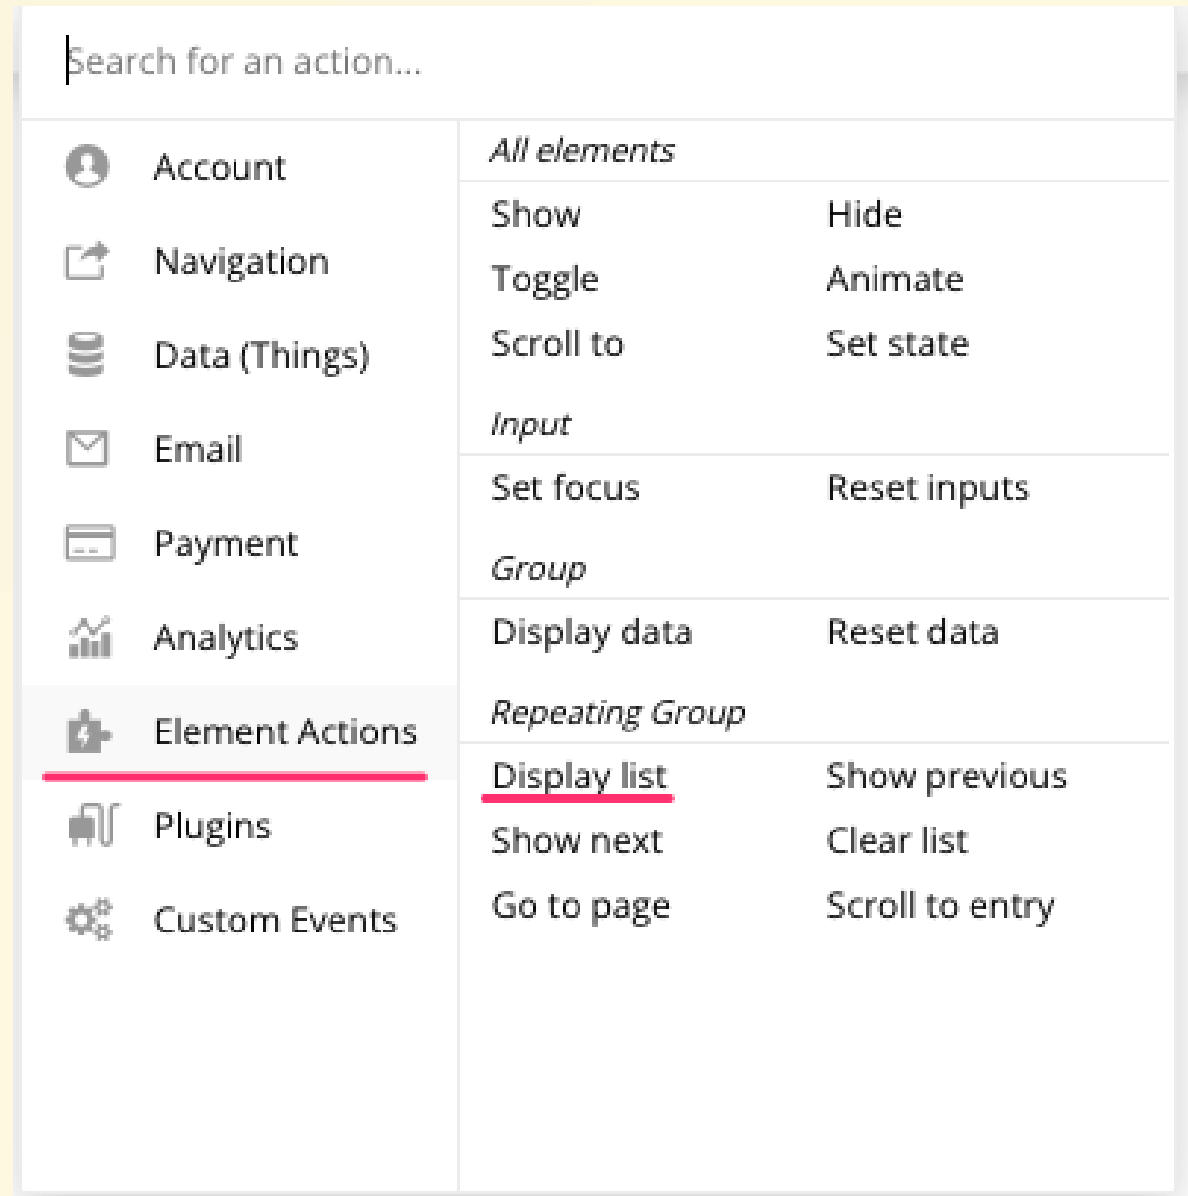 Search for an action...
Account
Navigation
Data (Things)
Email
Payment
Analytics
Element Actions
Plugins
Custom Events
All elements
Show Hide
Toggle Animate
Scroll to Set state
Input
Set focus Reset inputs
Group
Display data Reset data
Repeating Group
Display list Show previous
Show next Clear list
Go to page Scroll to entry